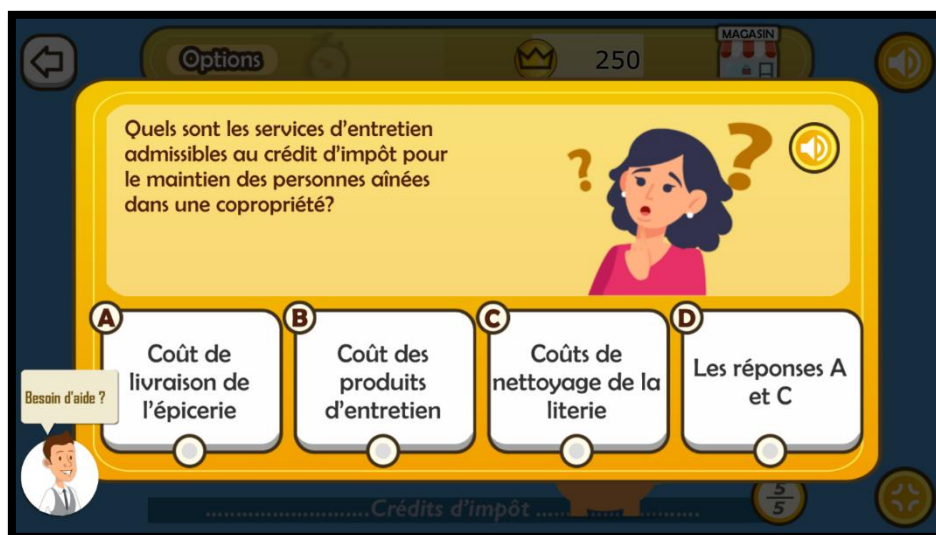 MAGASIN
Options
250
Quels sont les services d’entretien
admissibles au crédit d’impôt pour
le maintien des personnes aînées
dans une copropriété?
?
?
A
Coût de
livraison de
l’épicerie
B
Coût des
produits
d’entretien
C
Coûts de
nettoyage de la
literie
D
Les réponses A
et C
Besoin d'aide ?
..........................Crédits d'impôt ..........................
5
5